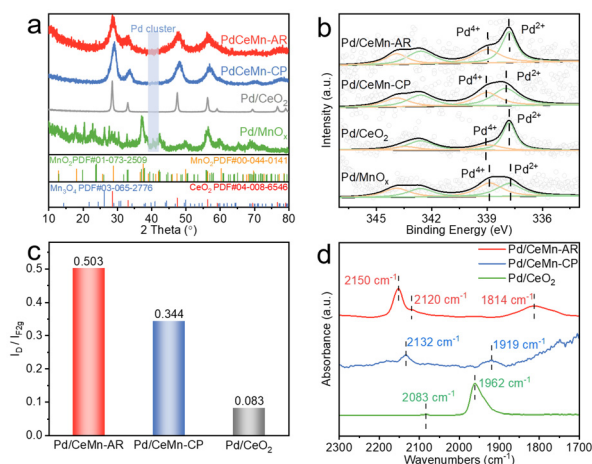 a
Pd cluster
PdCeMn-AR
PdCeMn-CP
Pd/CeO2
Pd/MnOx
MnO2PDF#01-073-2509
MnO2PDF#00-044-0141
Mn3O4 PDF#03-065-2776
CeO2 PDF#04-008-6546
10 20 30 40 50 60 70 80
2 Theta (°)
b
Intensity (a.u.)
Pd4+
Pd2+
Pd/CeMn-AR
Pd4+ Pd2+
Pd/CeMn-CP
Pd/CeO2
Pd4+
Pd2+
Pd4+
Pd2+
Pd/MnOx
345 342 339 336
Binding Energy (eV)
c
ID / IF2g
0.5
0.4
0.3
0.2
0.1
0.0
0.503
0.344
0.083
Pd/CeMn-AR Pd/CeMn-CP Pd/CeO2
d
Absorbance (a.u.)
Pd/CeMn-AR
Pd/CeMn-CP
Pd/CeO2
2150 cm-1
2120 cm-1 1814 cm-1
2132 cm-1 1919 cm-1
2083 cm-1 1962 cm-1
2300 2200 2100 2000 1900 1800 1700
Wavenumbers (cm-1)